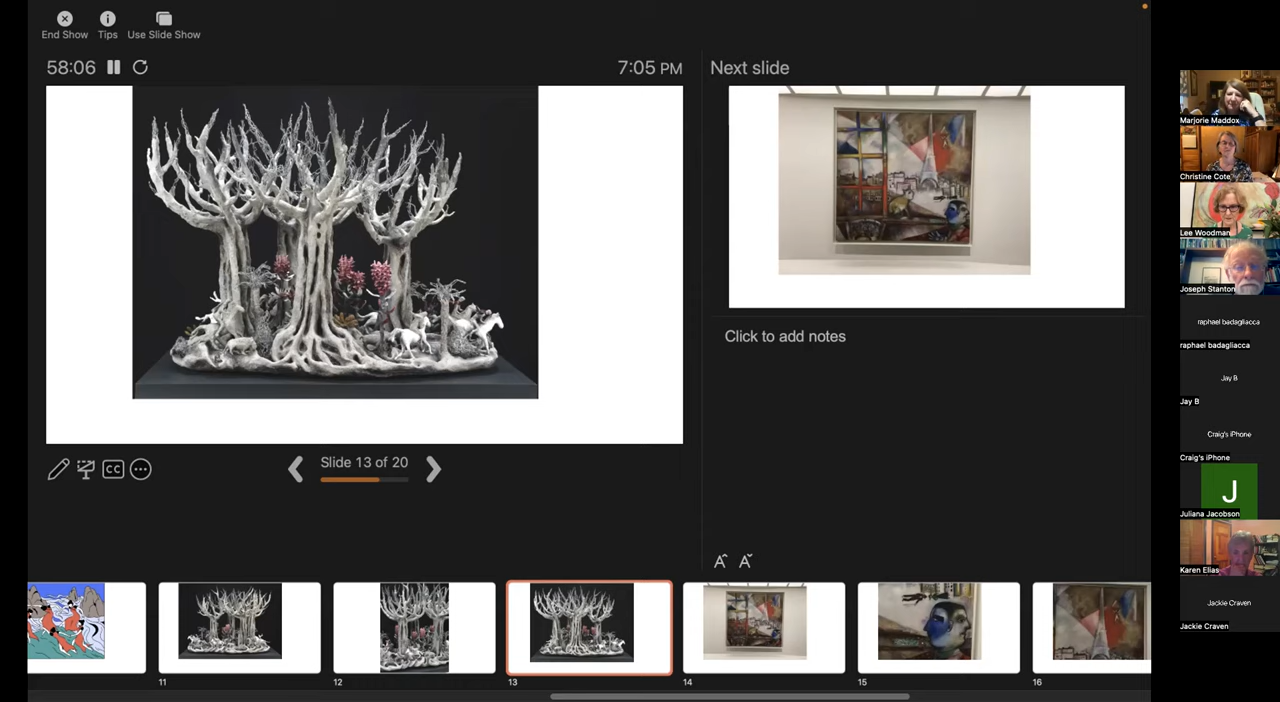 End Show
Tips
Use Slide Show
58:06
7:05 PM
Next slide
Click to add notes
CC
Slide 13 of 20
11
12
13
14
15
16
Marjorie Maddox
Christine Cote
Lee Woodman
Joseph Stanton
raphael badagliacca
raphael badagliacca
Jay B
Jay B
Craig's iPhone
Craig's iPhone
J
Juliana Jacobson
Karen Elias
Jackie Craven
Jackie Craven